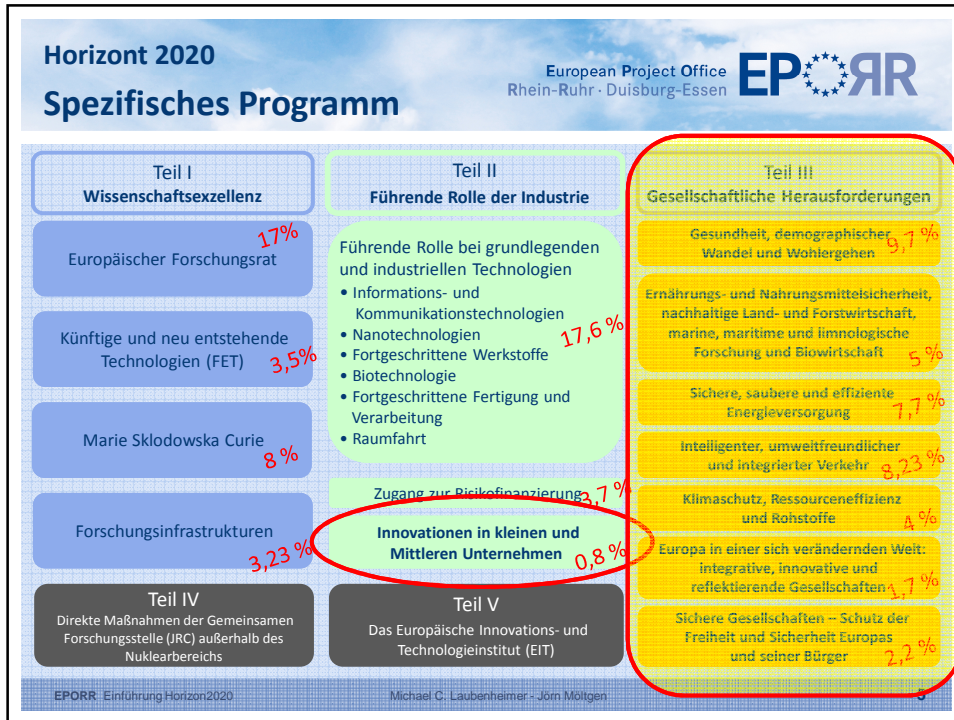 Horizont 2020
Spezifisches Programm
European Project Office
Rhein-Ruhr · Duisburg-Essen
EPORR
Teil I
Wissenschaftsexzellenz
17%
Europäischer Forschungsrat
Künftige und neu entstehende
Technologien (FET)
3,5%
Marie Sklodowska Curie
8 %
Forschungsinfrastrukturen
3,23 %
Teil IV
Direkte Maßnahmen der Gemeinsamen
Forschungsstelle (JRC) außerhalb des
Nuklearbereichs
Teil II
Führende Rolle der Industrie
Führende Rolle bei grundlegenden
und industriellen Technologien
• Informations- und
Kommunikationstechnologien
• Nanotechnologien
17,6 %
• Fortgeschrittene Werkstoffe
• Biotechnologie
• Fortgeschrittene Fertigung und
Verarbeitung
• Raumfahrt
Zugang zur Risikofinanzierung
3,7 %
Innovationen in kleinen und
Mittleren Unternehmen
0,8 %
Teil V
Das Europäische Innovations- und
Technologieinstitut (EIT)
Teil III
Gesellschaftliche Herausforderungen
Gesundheit, demographischer
Wandel und Wohlergehen
9,7 %
Ernährungs- und Nahrungsmittelsicherheit,
nachhaltige Land- und Forstwirtschaft,
marine, maritime und limnologische
Forschung und Biowirtschaft
5 %
Sichere, saubere und effiziente
Energieversorgung
7,7 %
Intelligenter, umweltfreundlicher
und integrierter Verkehr
8,23 %
Klimaschutz, Ressourceneffizienz
und Rohstoffe
4 %
Europa in einer sich verändernden Welt:
integrative, innovative und
reflektierende Gesellschaften
1,7 %
Sichere Gesellschaften – Schutz der
Freiheit und Sicherheit Europas
und seiner Bürger
2,2 %
EPORR Einführung Horizon2020
Michael C. Laubenheimer - Jörn Möltgen
5